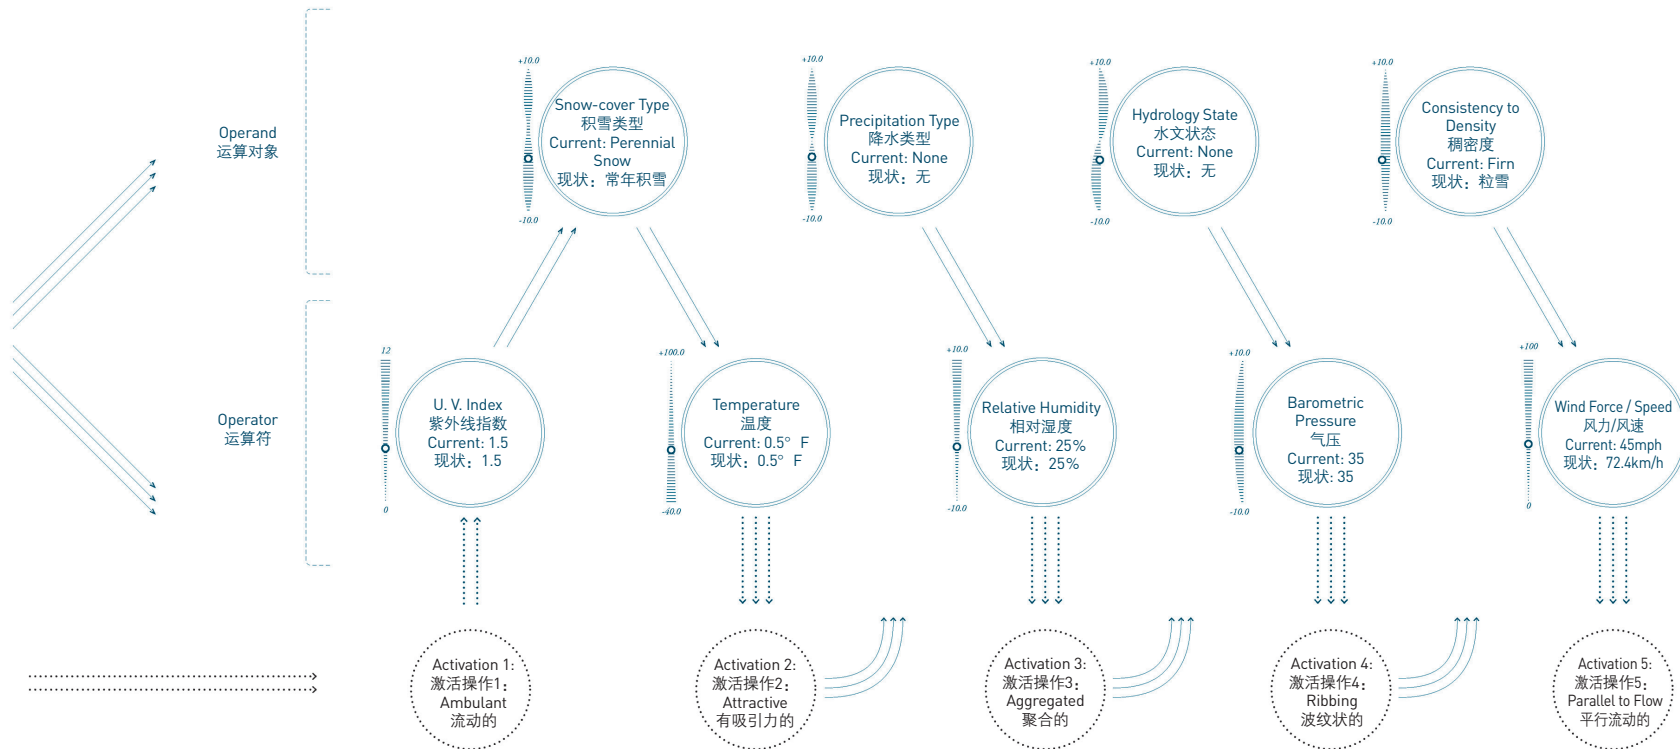 Operand
运算对象
+10.0
Snow-cover Type
积雪类型
Current: Perennial
Snow
现状：常年积雪
-10.0
+10.0
Precipitation Type
降水类型
Current: None
现状：无
-10.0
+10.0
Hydrology State
水文状态
Current: None
现状：无
-10.0
+10.0
Consistency to
Density
稠密度
Current: Firn
现状：粒雪
-10.0
Operator
运算符
12
U. V. Index
紫外线指数
Current: 1.5
现状：1.5
0
+100.0
Temperature
温度
Current: 0.5° F
现状：0.5° F
-40.0
+10.0
Relative Humidity
相对湿度
Current: 25%
现状：25%
-10.0
+10.0
Barometric
Pressure
气压
Current: 35
现状: 35
-10.0
+100
Wind Force / Speed
风力/风速
Current: 45mph
现状：72.4km/h
0
Activation 1:
激活操作1：
Ambulant
流动的
Activation 2:
激活操作2：
Attractive
有吸引力的
Activation 3:
激活操作3：
Aggregated
聚合的
Activation 4:
激活操作4：
Ribbing
波纹状的
Activation 5:
激活操作5：
Parallel to Flow
平行流动的